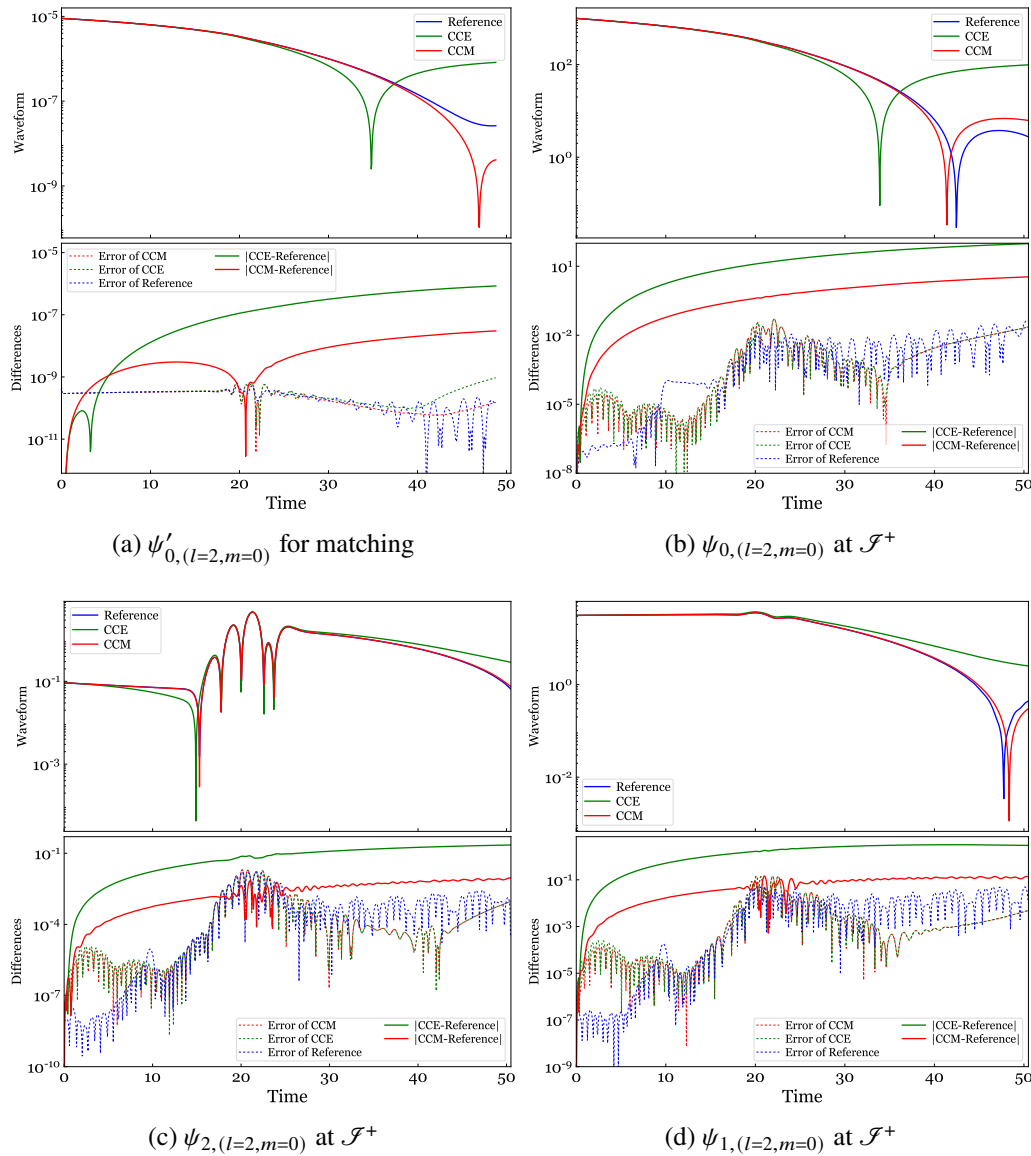 10⁻⁵
10⁻⁷
10⁻⁹
Waveform
Reference
CCE
CCM
10⁻⁵
10⁻⁷
10⁻⁹
10⁻¹¹
Differences
Error of CCM
Error of CCE
Error of Reference
|CCE-Reference|
|CCM-Reference|
0 10 20 30 40 50
Time
(a) ψ′0,(l=2,m=0) for matching
10²
10⁰
Waveform
Reference
CCE
CCM
10¹
10⁻²
10⁻⁵
10⁻⁸
Differences
Error of CCM
Error of CCE
Error of Reference
|CCE-Reference|
|CCM-Reference|
0 10 20 30 40 50
Time
(b) ψ0,(l=2,m=0) at 𝓘⁺
10⁻¹
10⁻³
Waveform
Reference
CCE
CCM
10⁻¹
10⁻⁴
10⁻⁷
10⁻¹⁰
Differences
Error of CCM
Error of CCE
Error of Reference
|CCE-Reference|
|CCM-Reference|
0 10 20 30 40 50
Time
(c) ψ2,(l=2,m=0) at 𝓘⁺
10⁰
10⁻²
Waveform
Reference
CCE
CCM
10⁻¹
10⁻³
10⁻⁵
10⁻⁷
10⁻⁹
Differences
Error of CCM
Error of CCE
Error of Reference
|CCE-Reference|
|CCM-Reference|
0 10 20 30 40 50
Time
(d) ψ1,(l=2,m=0) at 𝓘⁺